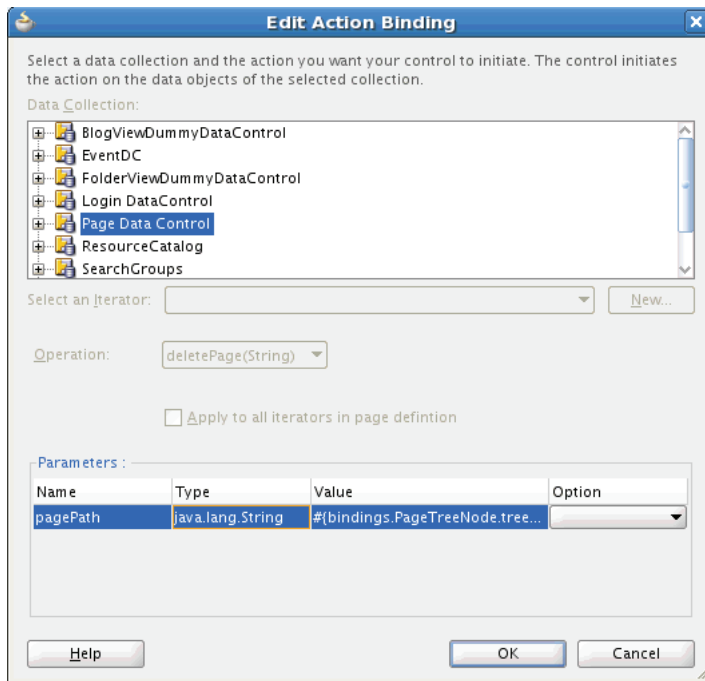 Edit Action Binding
Select a data collection and the action you want your control to initiate. The control initiates
the action on the data objects of the selected collection.
Data Collection:
BlogViewDummyDataControl
EventDC
FolderViewDummyDataControl
Login DataControl
Page Data Control
ResourceCatalog
SearchGroups
Select an Iterator:
New...
Operation: deletePage(String)
Apply to all iterators in page defintion
Parameters :
Name Type Value Option
pagePath java.lang.String #{bindings.PageTreeNode.tree...
Help OK Cancel